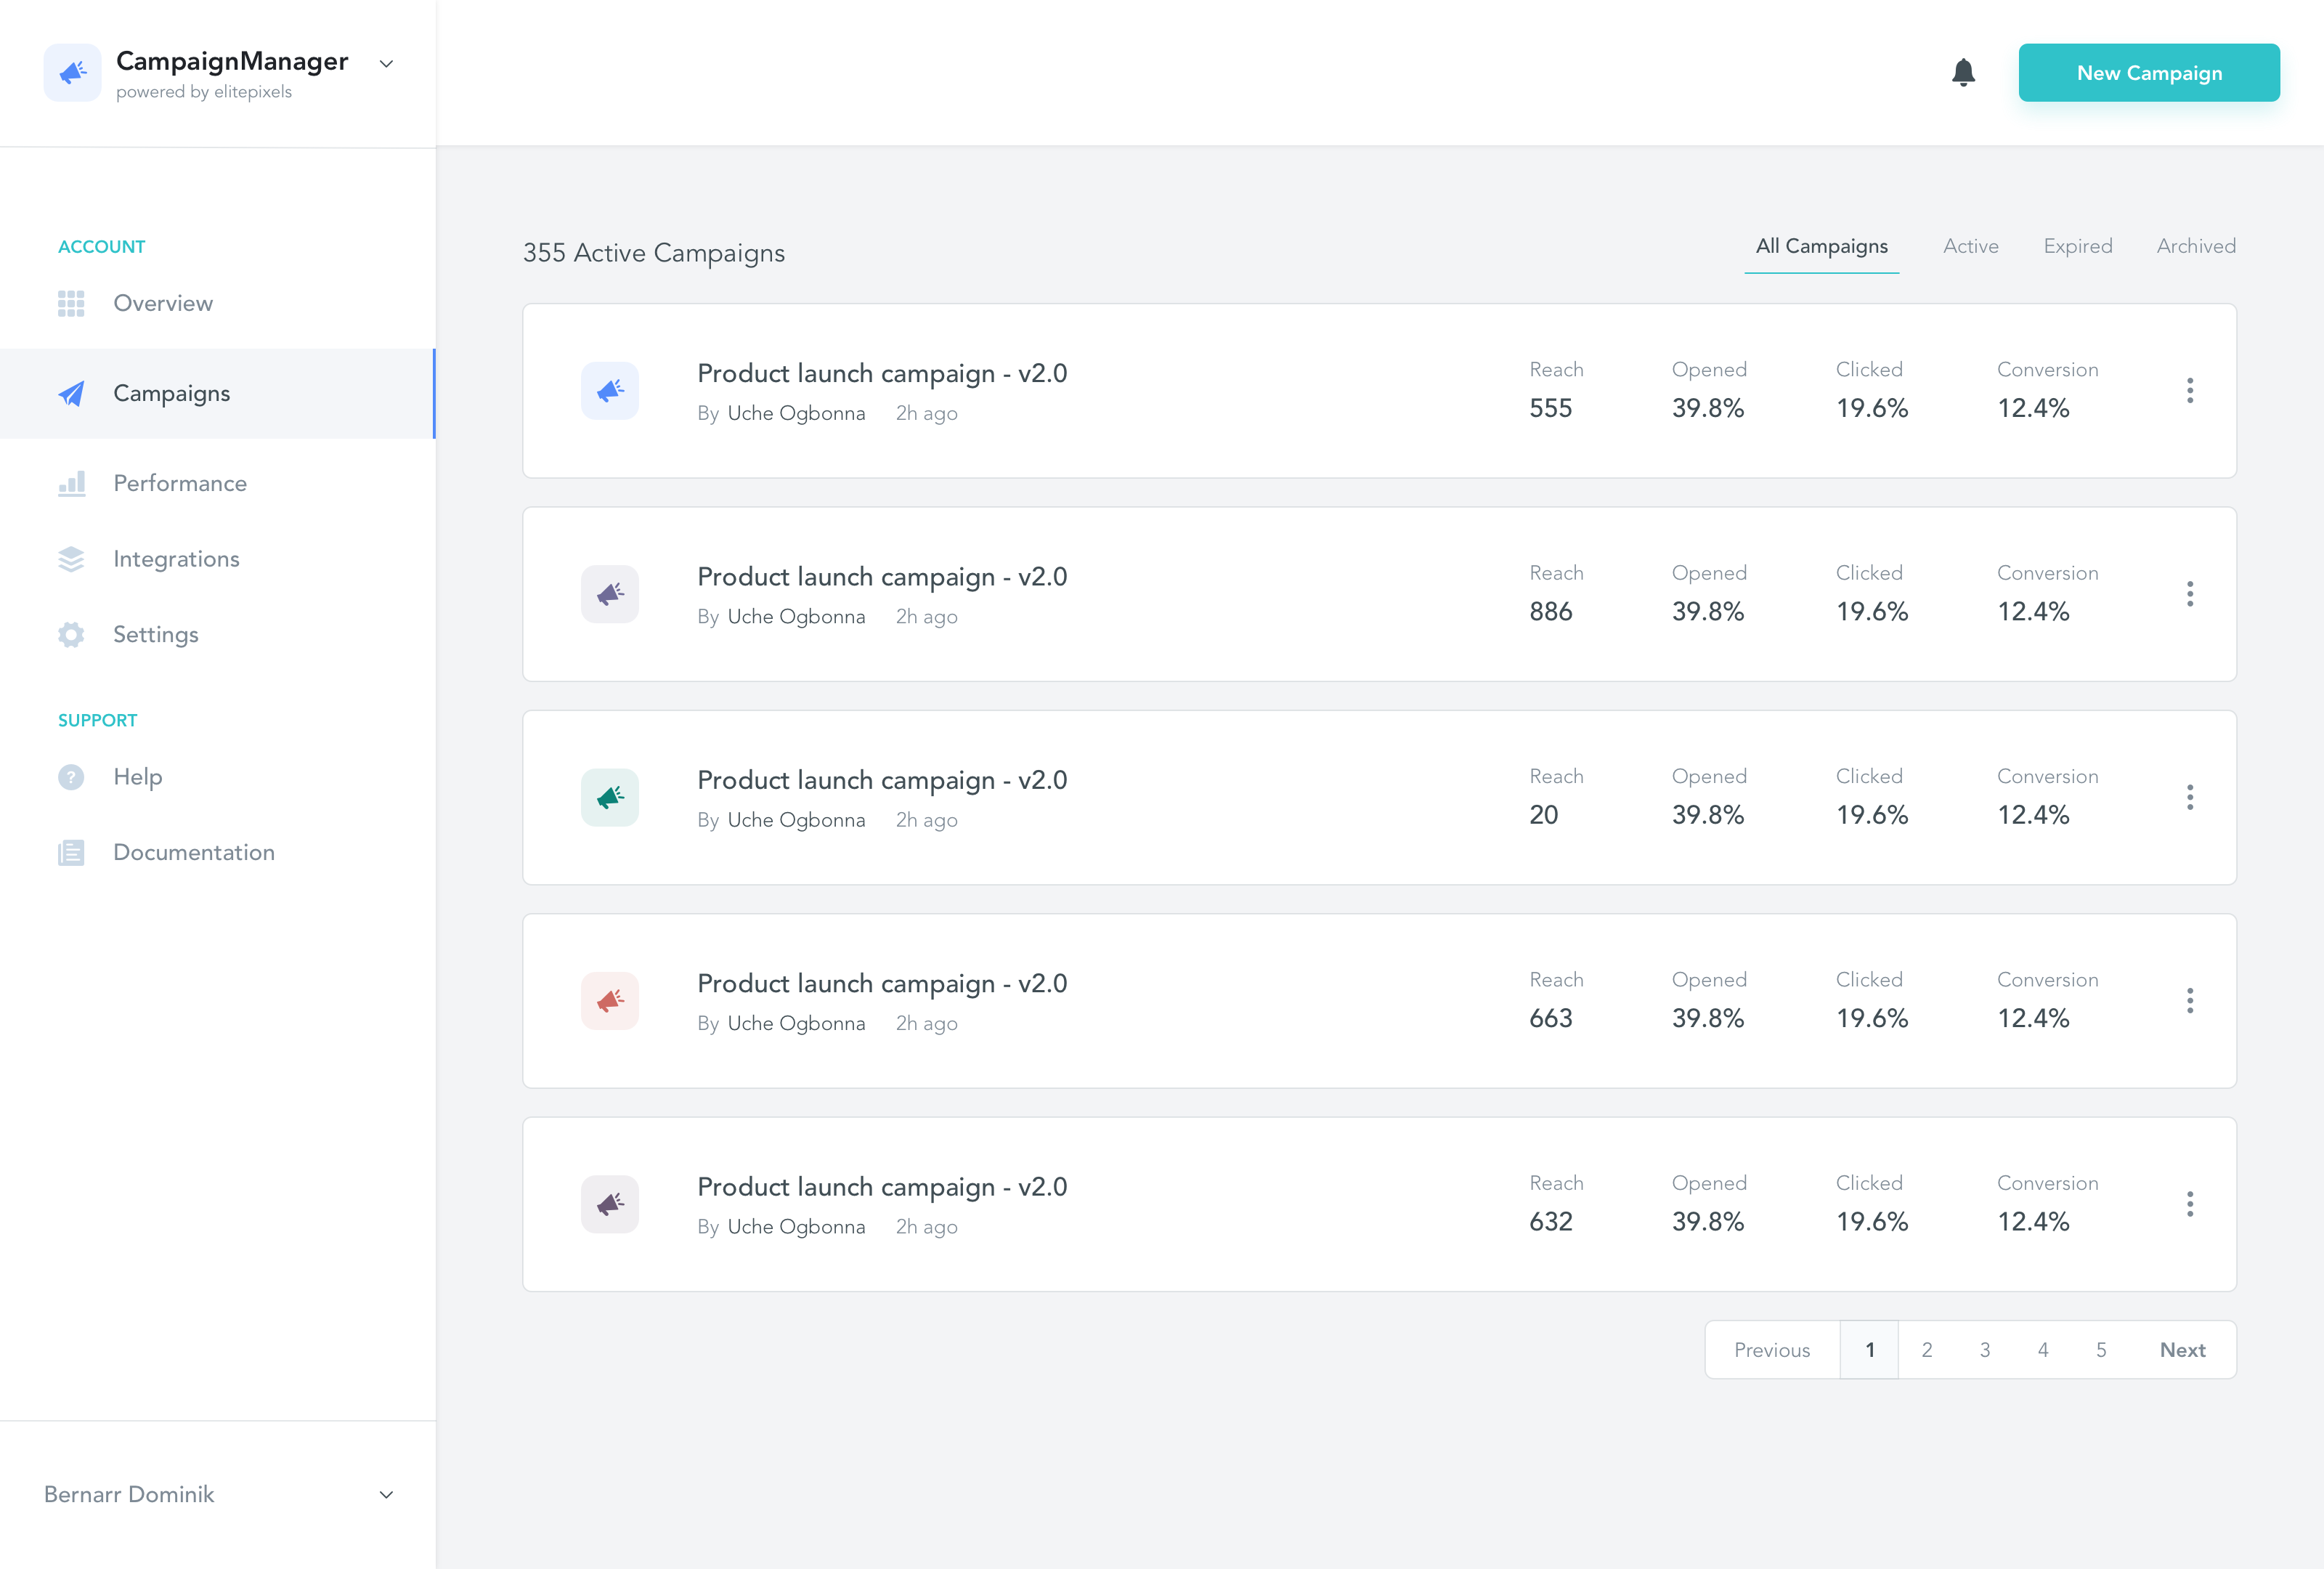 CampaignManager
powered by elitepixels
New Campaign
ACCOUNT
Overview
Campaigns
Performance
Integrations
Settings
SUPPORT
? Help
Documentation
Bernarr Dominik
355 Active Campaigns
All Campaigns Active Expired Archived
Product launch campaign - v2.0
By Uche Ogbonna 2h ago
Reach Opened Clicked Conversion
555 39.8% 19.6% 12.4%
Product launch campaign - v2.0
By Uche Ogbonna 2h ago
Reach Opened Clicked Conversion
886 39.8% 19.6% 12.4%
Product launch campaign - v2.0
By Uche Ogbonna 2h ago
Reach Opened Clicked Conversion
20 39.8% 19.6% 12.4%
Product launch campaign - v2.0
By Uche Ogbonna 2h ago
Reach Opened Clicked Conversion
663 39.8% 19.6% 12.4%
Product launch campaign - v2.0
By Uche Ogbonna 2h ago
Reach Opened Clicked Conversion
632 39.8% 19.6% 12.4%
Previous 1 2 3 4 5 Next